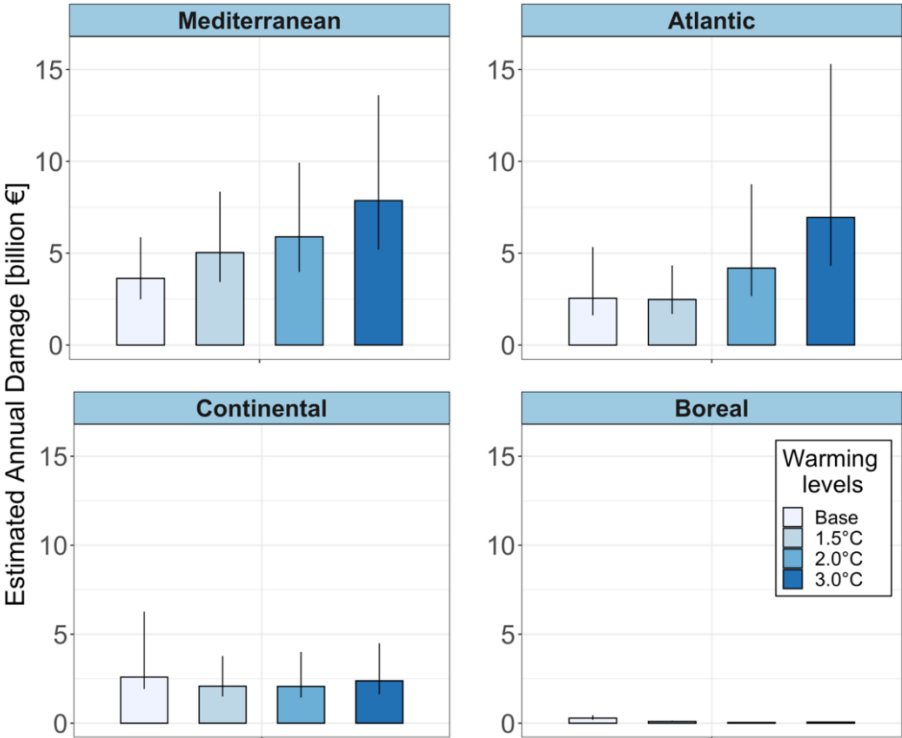 Mediterranean
Atlantic
Estimated Annual Damage [billion €]
15
10
5
0
15
10
5
0
Continental
Boreal
15
10
5
0
15
10
5
0
Warming
levels
Base
1.5°C
2.0°C
3.0°C